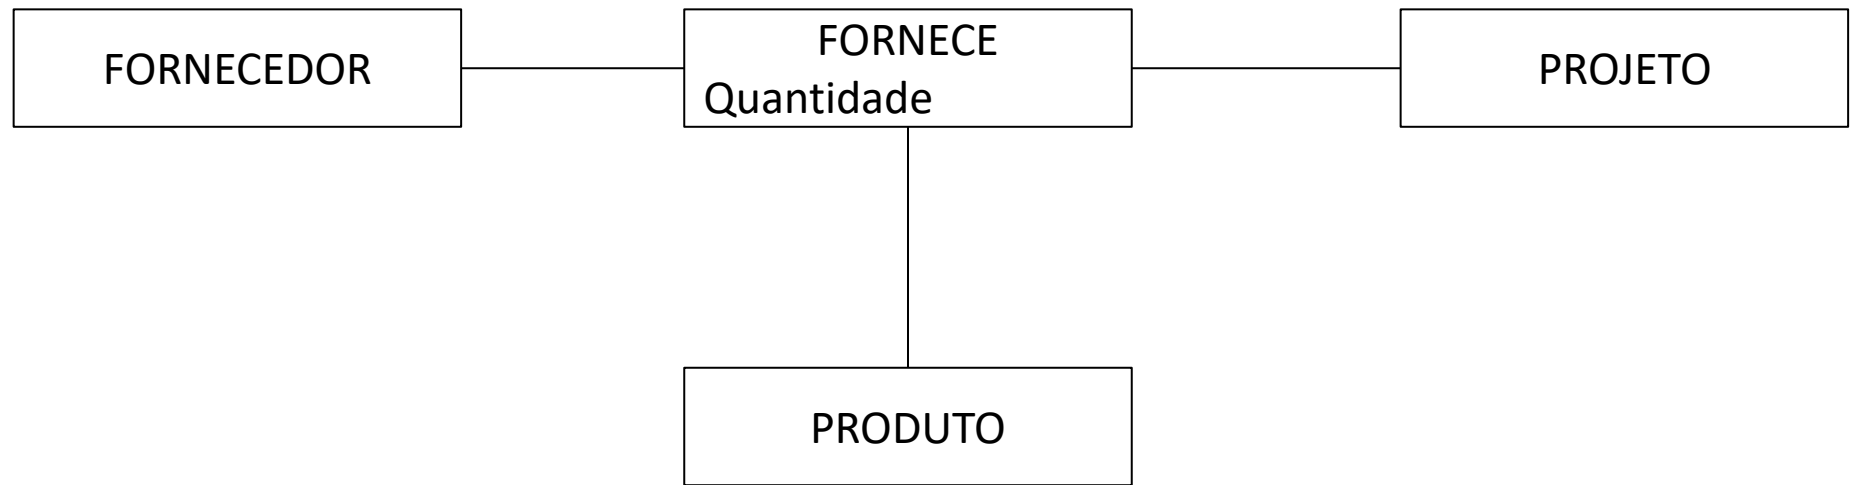 FORNECEDOR
FORNECE
Quantidade
PROJETO
PRODUTO